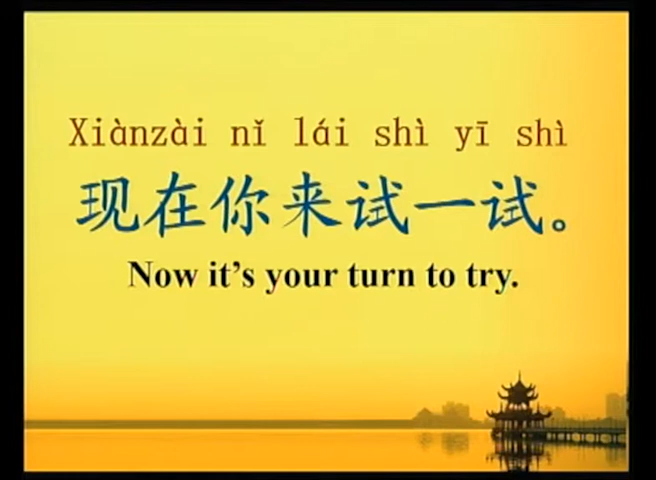 Xiànzài nǐ lái shì yī shì
现在你来试一试。
Now it's your turn to try.